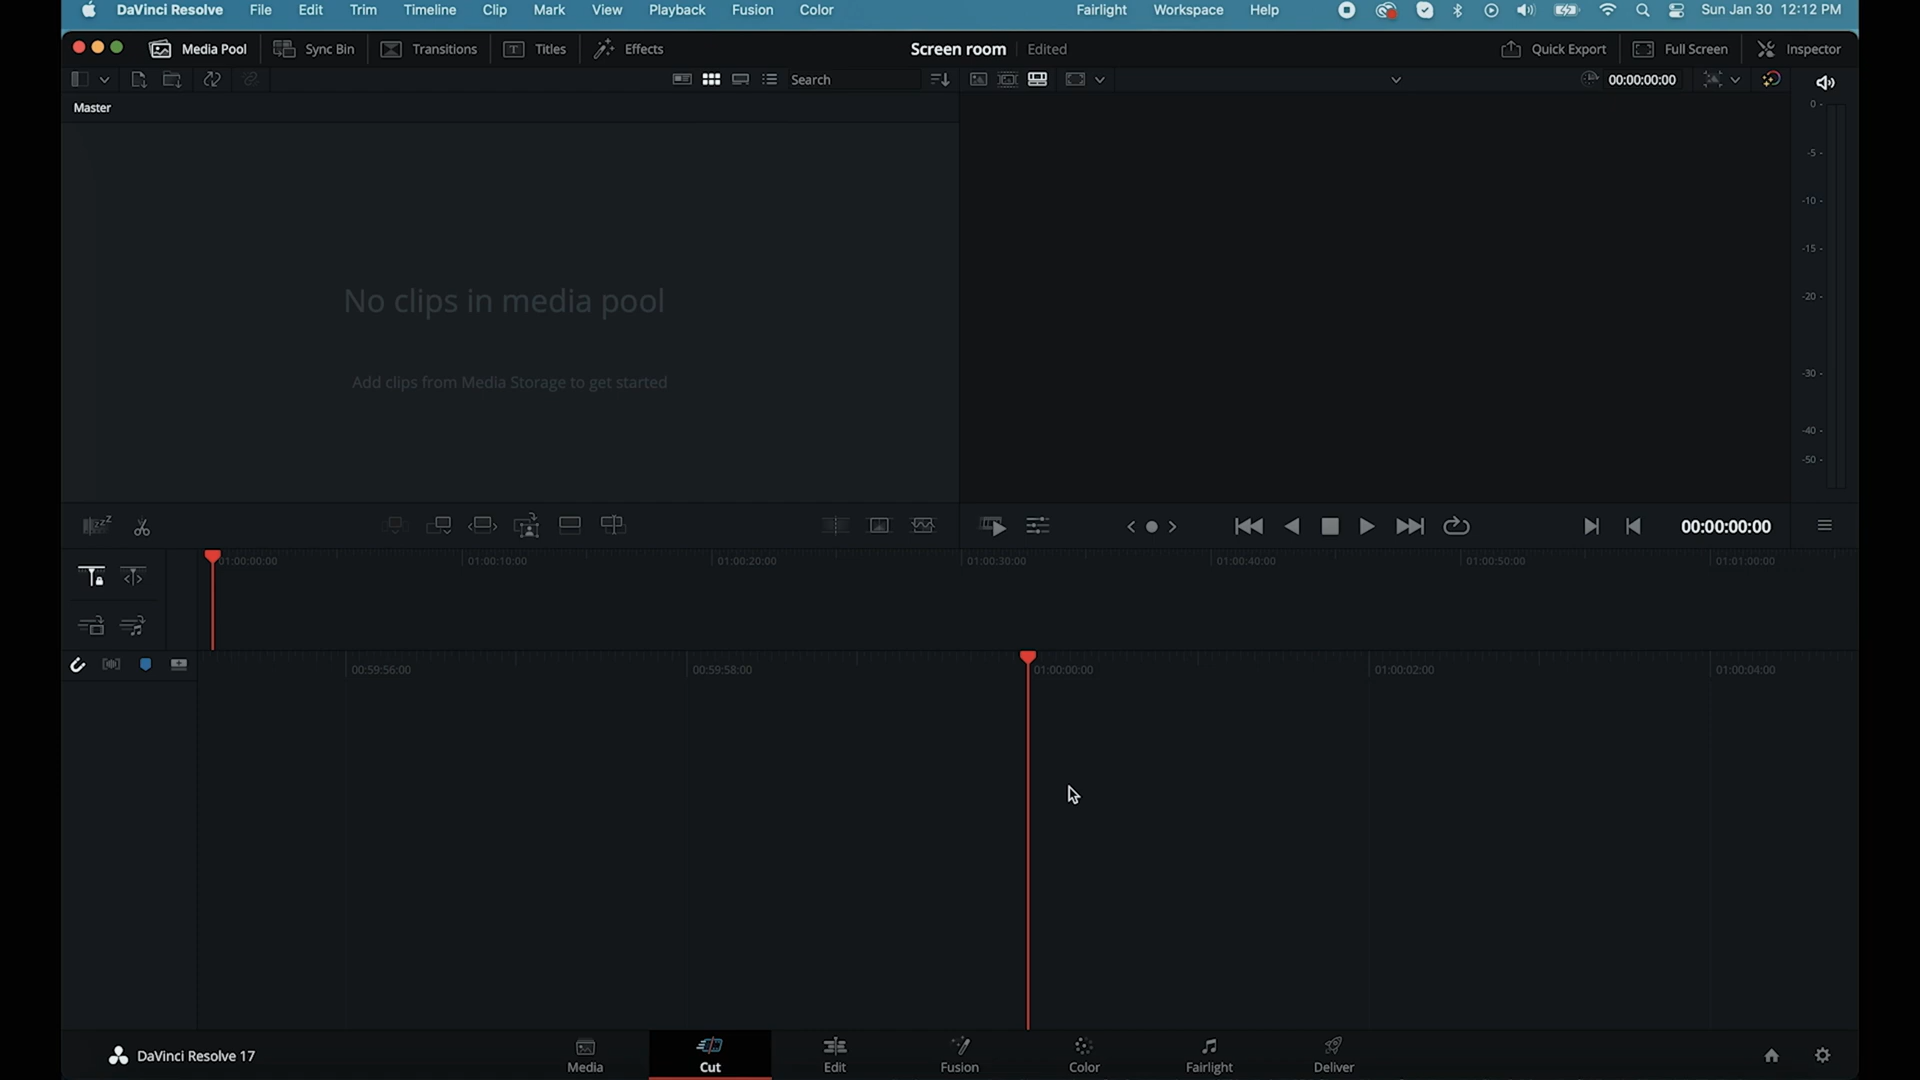 DaVinci Resolve File Edit Trim Timeline Clip Mark View Playback Fusion Color Fairlight Workspace Help Sun Jan 30 12:12 PM
Media Pool Sync Bin Transitions Titles Effects Screen room Edited Quick Export Full Screen Inspector
Search 00:00:00:00
Master
0 -
-5 -
-10 -
-15 -
-20 -
-30 -
-40 -
-50 -
No clips in media pool
Add clips from Media Storage to get started
00:00:00:00
01:00:00:00 01:00:10:00 01:00:20:00 01:00:30:00 01:00:40:00 01:00:50:00 01:01:00:00
00:59:56:00 00:59:58:00 01:00:00:00 01:00:02:00 01:00:04:00
DaVinci Resolve 17 Media Cut Edit Fusion Color Fairlight Deliver